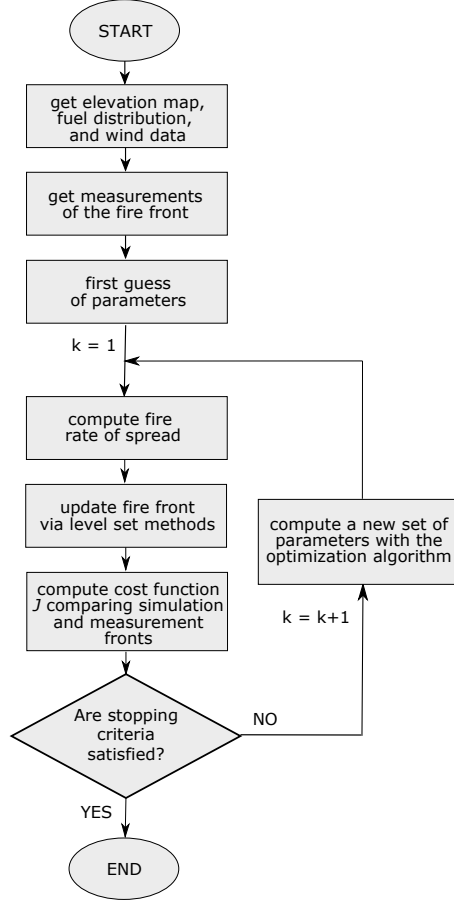 START
get elevation map,
fuel distribution,
and wind data
get measurements
of the fire front
first guess
of parameters
k = 1
compute fire
rate of spread
update fire front
via level set methods
compute a new set of
parameters with the
optimization algorithm
compute cost function
J comparing simulation
and measurement
fronts
k = k+1
Are stopping
criteria
satisfied?
NO
YES
END